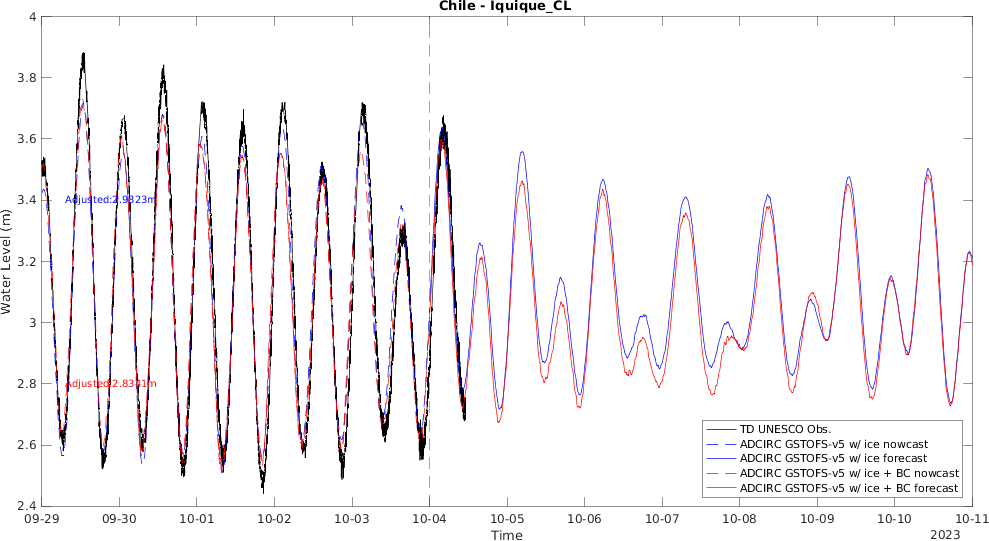 Chile - Iquique_CL
4
3.8
3.6
3.4
3.2
3
2.8
2.6
2.4
Water Level (m)
Adjusted:2.9323m
Adjusted:2.8341m
TD UNESCO Obs.
ADCIRC GSTOFS-v5 w/ ice nowcast
ADCIRC GSTOFS-v5 w/ ice forecast
ADCIRC GSTOFS-v5 w/ ice + BC nowcast
ADCIRC GSTOFS-v5 w/ ice + BC forecast
09-29 09-30 10-01 10-02 10-03 10-04 10-05 10-06 10-07 10-08 10-09 10-10 10-11
Time
2023